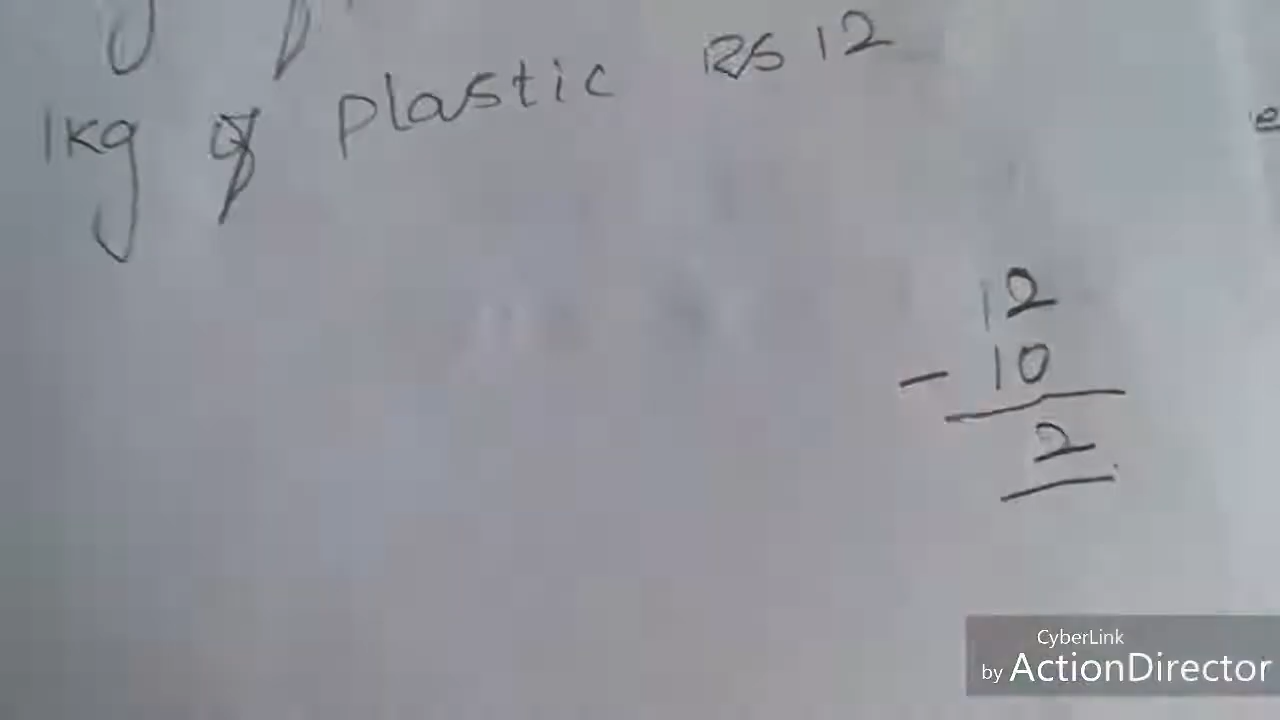 1kg of plastic RS 12
12
- 10
2
CyberLink
by ActionDirector